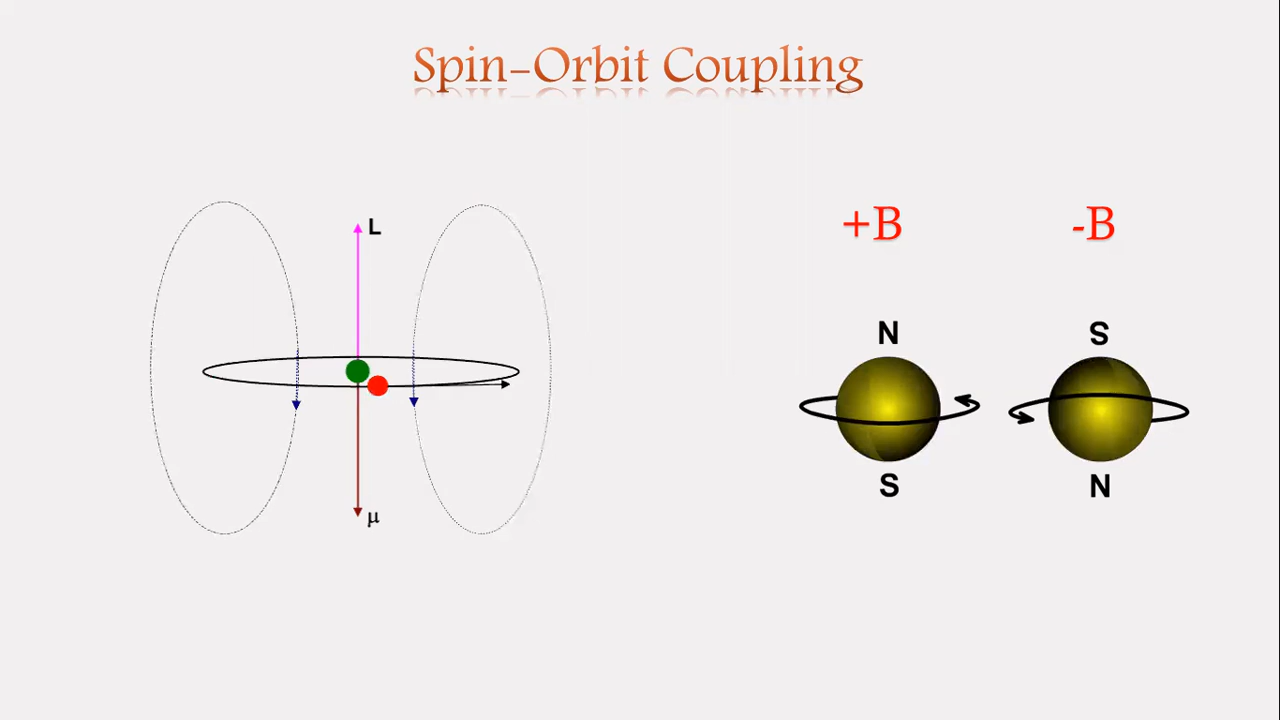 Spin-Orbit Coupling
L
μ
+B
-B
N
S
S
N